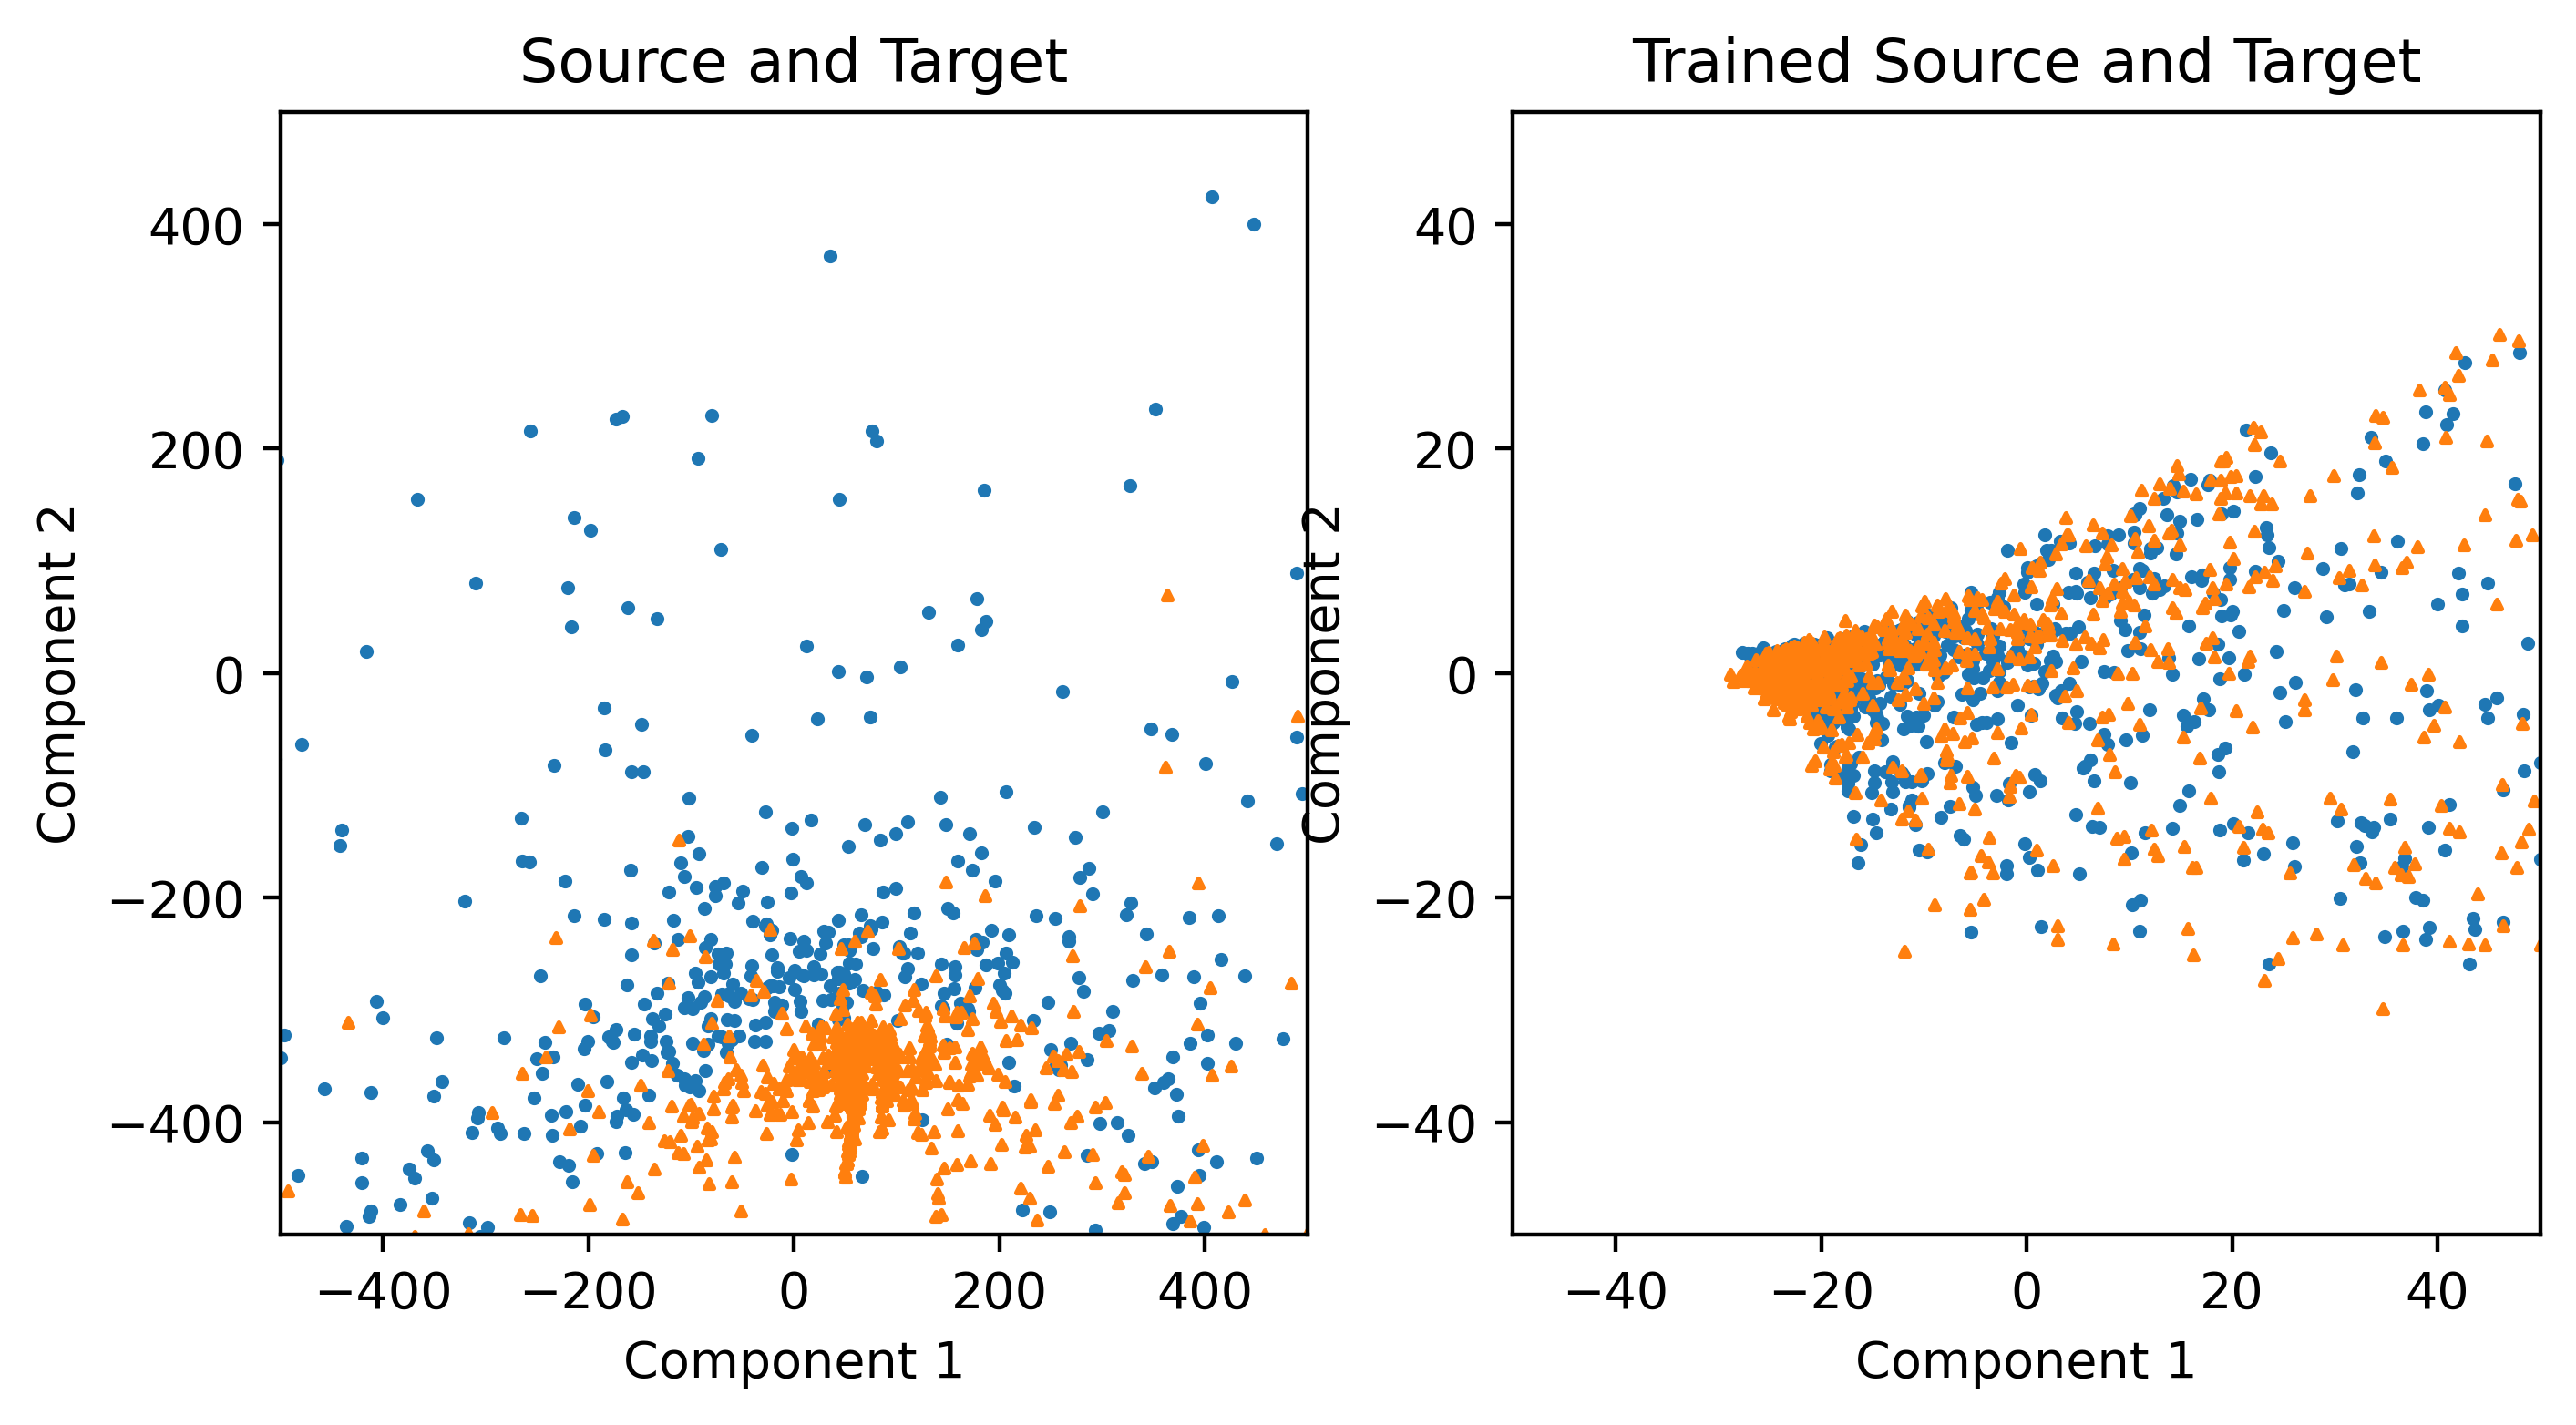 Source and Target
Component 2
400
200
0
−200
−400
−400 −200 0 200 400
Component 1
Trained Source and Target
Component 2
40
20
0
−20
−40
−40 −20 0 20 40
Component 1